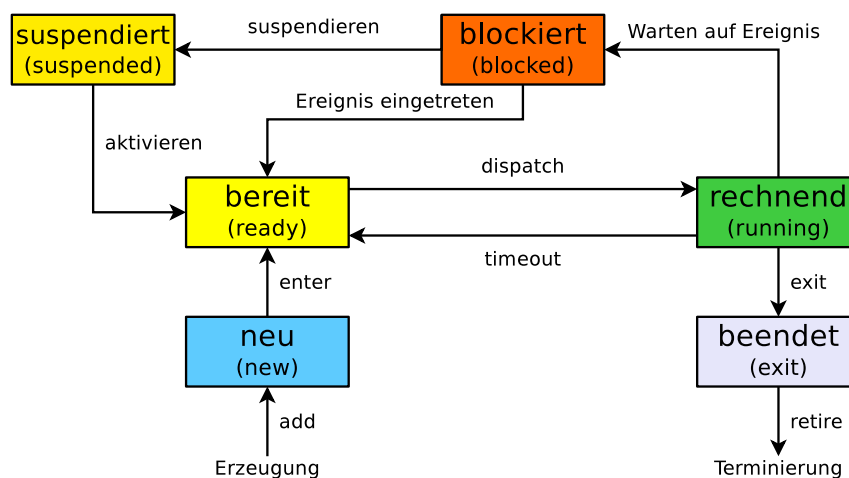 suspendiert
(suspended)
suspendieren
blockiert
(blocked)
Warten auf Ereignis
Ereignis eingetreten
aktivieren
bereit
(ready)
dispatch
rechnend
(running)
timeout
enter
exit
neu
(new)
beendet
(exit)
add
retire
Erzeugung
Terminierung